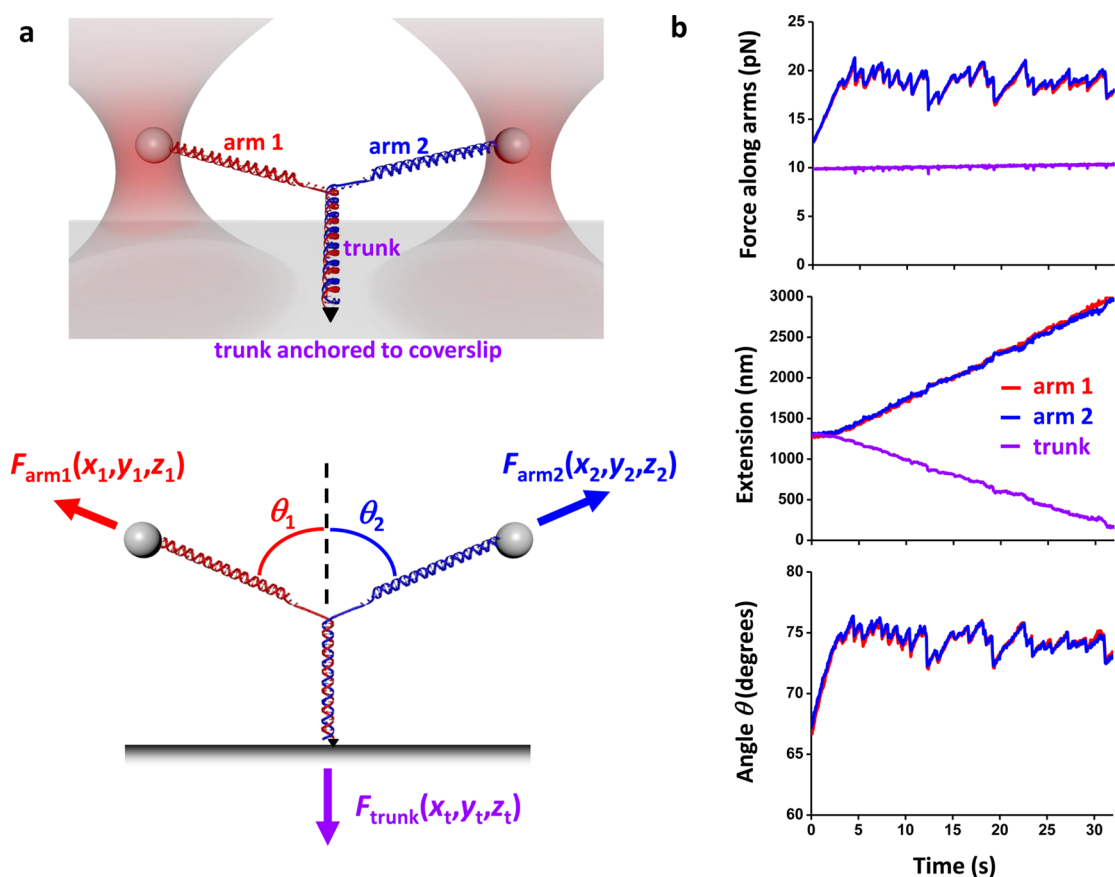 a
arm 1
arm 2
trunk
trunk anchored to coverslip
F_arm1(x_1,y_1,z_1)
F_arm2(x_2,y_2,z_2)
θ_1
θ_2
F_trunk(x_t,y_t,z_t)
b
Force along arms (pN)
25
20
15
10
5
0
Extension (nm)
3000
2500
2000
1500
1000
500
0
arm 1
arm 2
trunk
Angle θ (degrees)
80
75
70
65
60
0 5 10 15 20 25 30
Time (s)